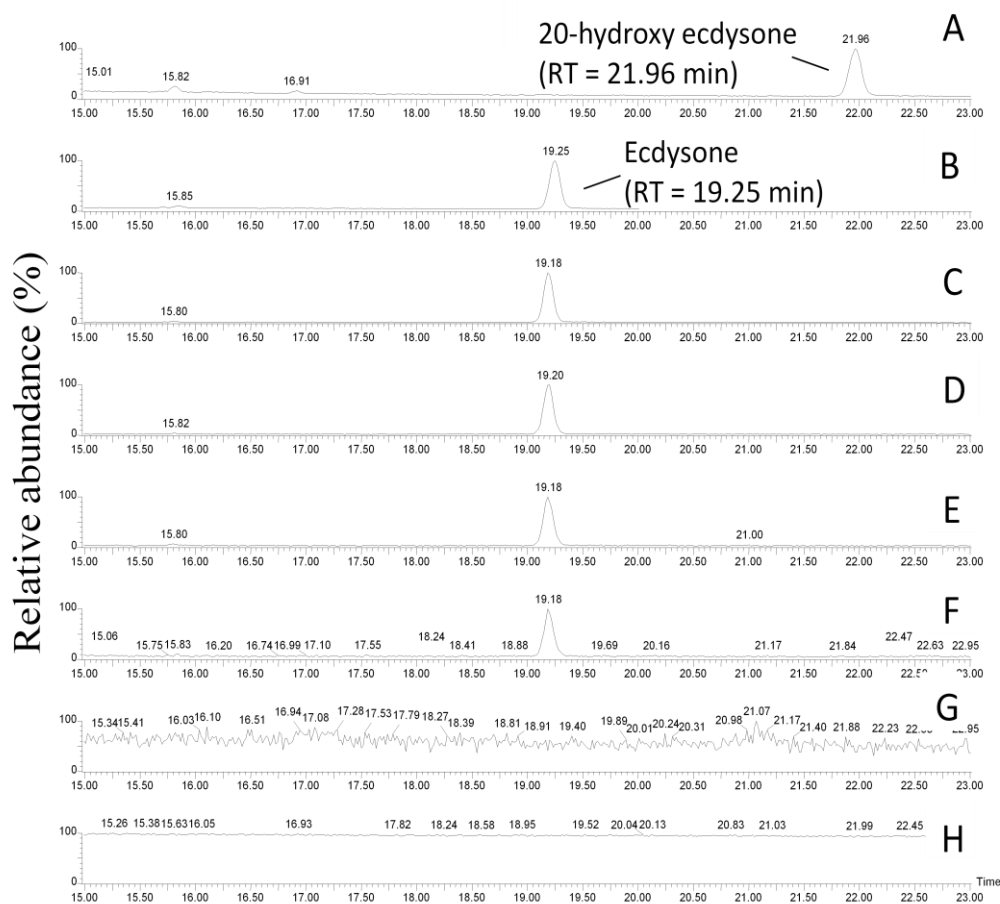 A
20-hydroxy ecdysone
(RT = 21.96 min)
100
0
15.01
15.82
16.91
21.96
15.00 15.50 16.00 16.50 17.00 17.50 18.00 18.50 19.00 19.50 20.00 20.50 21.00 21.50 22.00 22.50 23.00
B
Ecdysone
(RT = 19.25 min)
100
0
15.85
19.25
15.00 15.50 16.00 16.50 17.00 17.50 18.00 18.50 19.00 19.50 20.00 20.50 21.00 21.50 22.00 22.50 23.00
Relative abundance (%)
C
100
0
15.80
19.18
15.00 15.50 16.00 16.50 17.00 17.50 18.00 18.50 19.00 19.50 20.00 20.50 21.00 21.50 22.00 22.50 23.00
D
100
0
15.82
19.20
15.00 15.50 16.00 16.50 17.00 17.50 18.00 18.50 19.00 19.50 20.00 20.50 21.00 21.50 22.00 22.50 23.00
E
100
0
15.80
19.18
21.00
15.00 15.50 16.00 16.50 17.00 17.50 18.00 18.50 19.00 19.50 20.00 20.50 21.00 21.50 22.00 22.50 23.00
F
100
0
15.06 15.75 15.83 16.20 16.74 16.99 17.10 17.55 18.24 18.41 18.88 19.18 19.69 20.16 21.17 21.84 22.47 22.63 22.95
15.00 15.50 16.00 16.50 17.00 17.50 18.00 18.50 19.00 19.50 20.00 20.50 21.00 21.50 22.00 23.00
G
100
0
15.34 15.41 16.03 16.10 16.51 16.94 17.08 17.28 17.53 17.79 18.27 18.39 18.81 18.91 19.40 19.89 20.01 20.24 20.31 20.98 21.07 21.17 21.40 21.88 22.23
15.00 15.50 16.00 16.50 17.00 17.50 18.00 18.50 19.00 19.50 20.00 20.50 21.00 21.50 22.00 22.50 23.00
H
100
0
15.26 15.38 15.63 16.05 16.93 17.82 18.24 18.58 18.95 19.52 20.04 20.13 20.83 21.03 21.99 22.45
15.00 15.50 16.00 16.50 17.00 17.50 18.00 18.50 19.00 19.50 20.00 20.50 21.00 21.50 22.00 22.50 23.00
Time